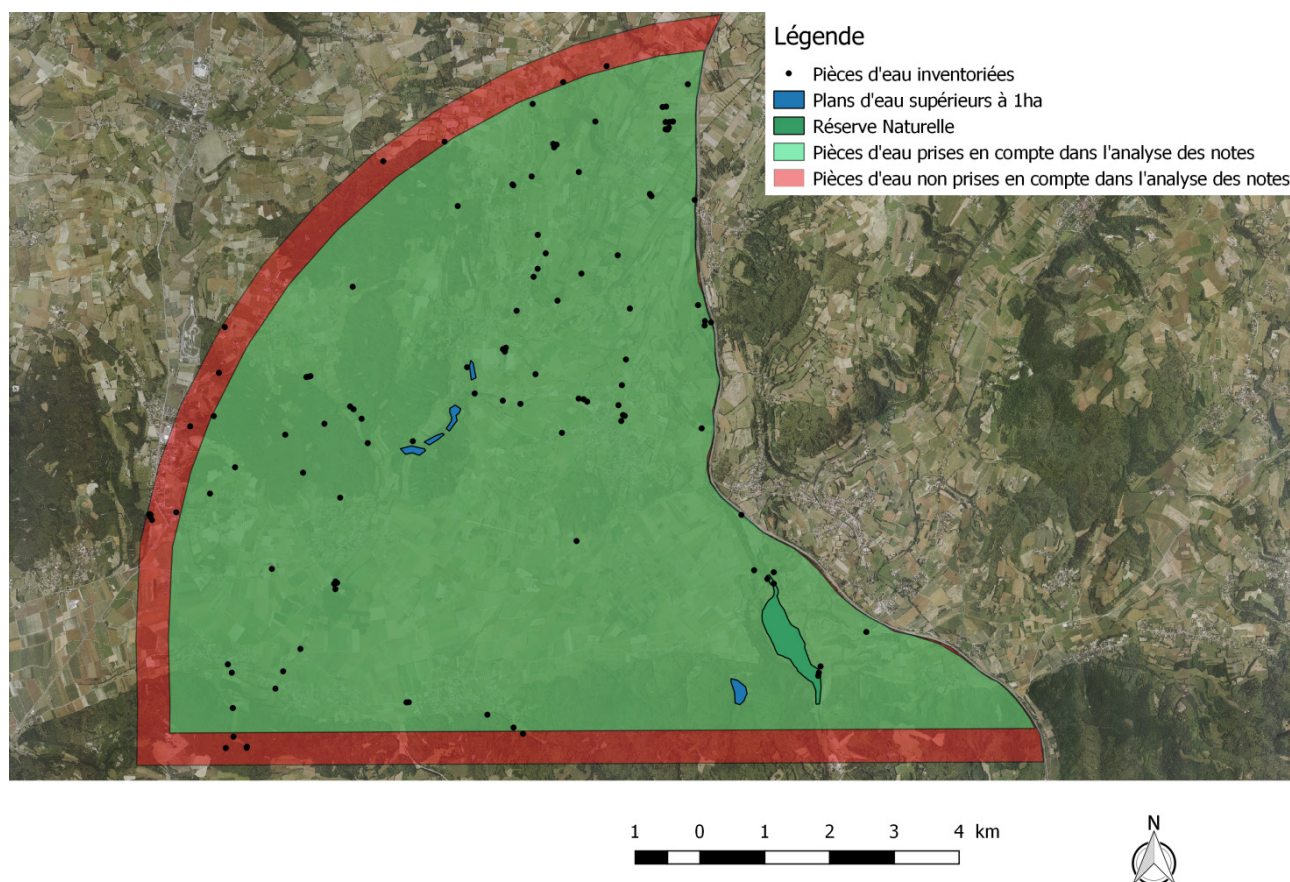 Légende
Pièces d'eau inventoriées
Plans d'eau supérieurs à 1ha
Réserve Naturelle
Pièces d'eau prises en compte dans l'analyse des notes
Pièces d'eau non prises en compte dans l'analyse des notes
1 0 1 2 3 4 km
N